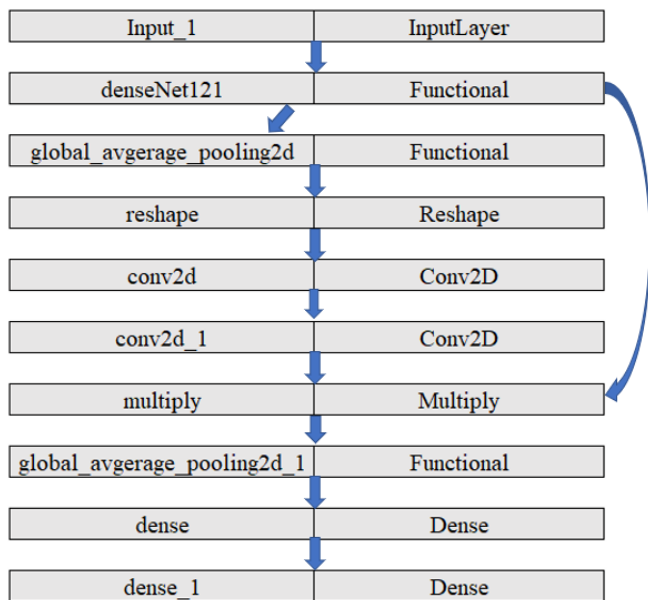 Input_1 InputLayer
denseNet121 Functional
global_avgerage_pooling2d Functional
reshape Reshape
conv2d Conv2D
conv2d_1 Conv2D
multiply Multiply
global_avgerage_pooling2d_1 Functional
dense Dense
dense_1 Dense